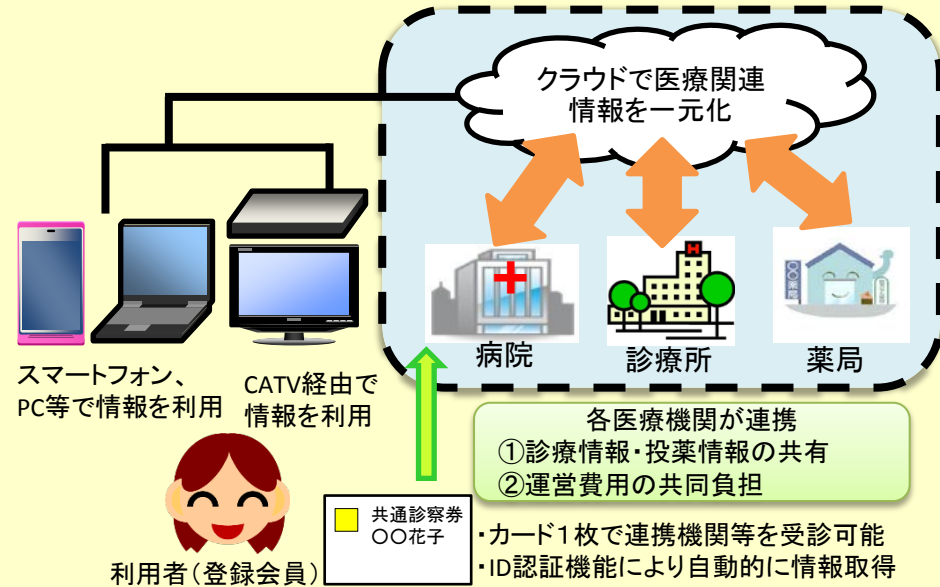 クラウドで医療関連
情報を一元化
病院
診療所
〇〇薬局
薬局
スマートフォン、
PC等で情報を利用
CATV経由で
情報を利用
各医療機関が連携
①診療情報・投薬情報の共有
②運営費用の共同負担
共通診察券
〇〇花子
利用者（登録会員）
・カード１枚で連携機関等を受診可能
・ID認証機能により自動的に情報取得